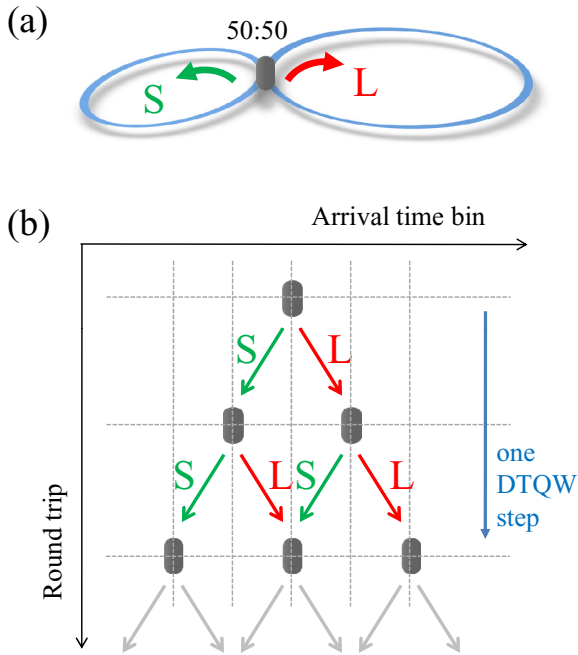 (a)
50:50
S
L
Arrival time bin
(b)
S
L
S
L
S
L
one
DTQW
step
Round trip